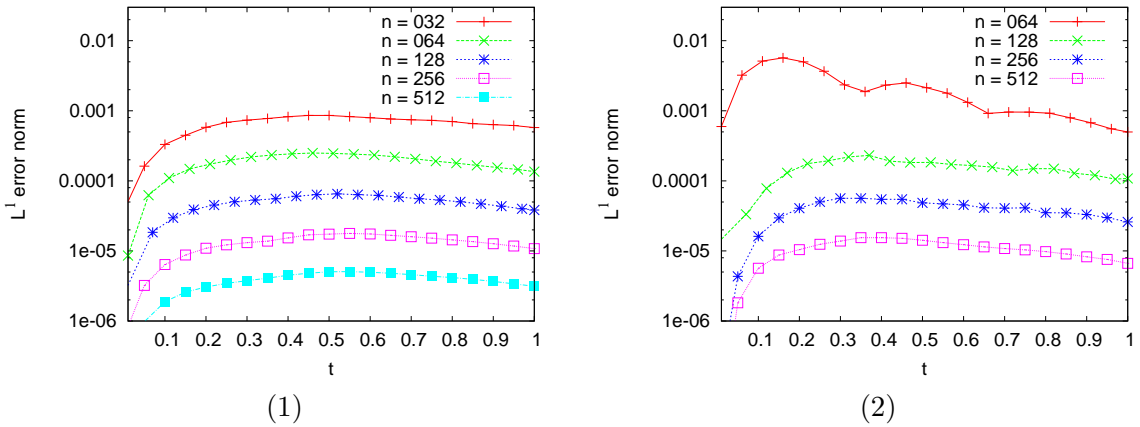 0.01
0.001
0.0001
1e-05
1e-06
L1 error norm
n = 032
n = 064
n = 128
n = 256
n = 512
0.1 0.2 0.3 0.4 0.5 0.6 0.7 0.8 0.9 1
t
(1)
0.01
0.001
0.0001
1e-05
1e-06
L1 error norm
n = 064
n = 128
n = 256
n = 512
0.1 0.2 0.3 0.4 0.5 0.6 0.7 0.8 0.9 1
t
(2)